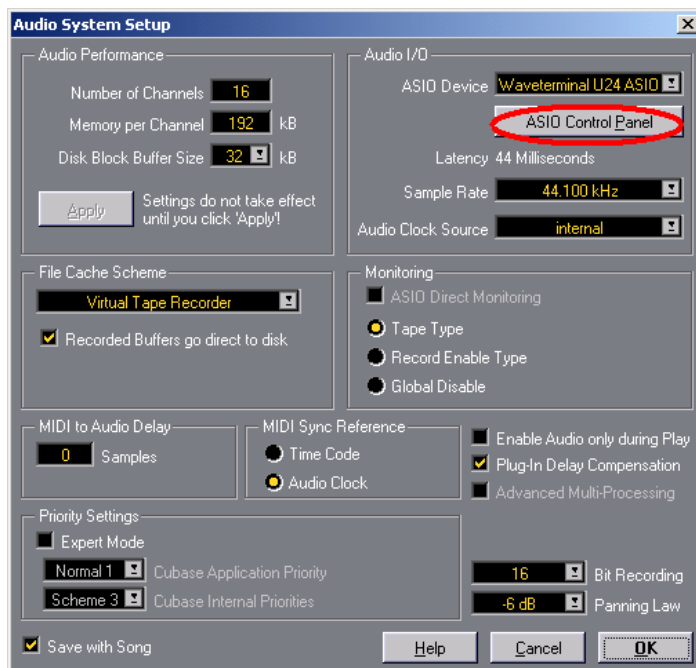 Audio System Setup
Audio Performance
Number of Channels 16
Memory per Channel 192 kB
Disk Block Buffer Size 32 kB
Apply
Settings do not take effect
until you click 'Apply'!
Audio I/O
ASIO Device Waveterminal U24 ASIO
ASIO Control Panel
Latency 44 Milliseconds
Sample Rate 44.100 kHz
Audio Clock Source internal
File Cache Scheme
Virtual Tape Recorder
Recorded Buffers go direct to disk
Monitoring
ASIO Direct Monitoring
Tape Type
Record Enable Type
Global Disable
MIDI to Audio Delay
0 Samples
MIDI Sync Reference
Time Code
Audio Clock
Enable Audio only during Play
Plug-In Delay Compensation
Advanced Multi-Processing
Priority Settings
Expert Mode
Normal 1 Cubase Application Priority
Scheme 3 Cubase Internal Priorities
16 Bit Recording
-6 dB Panning Law
Save with Song
Help
Cancel
OK